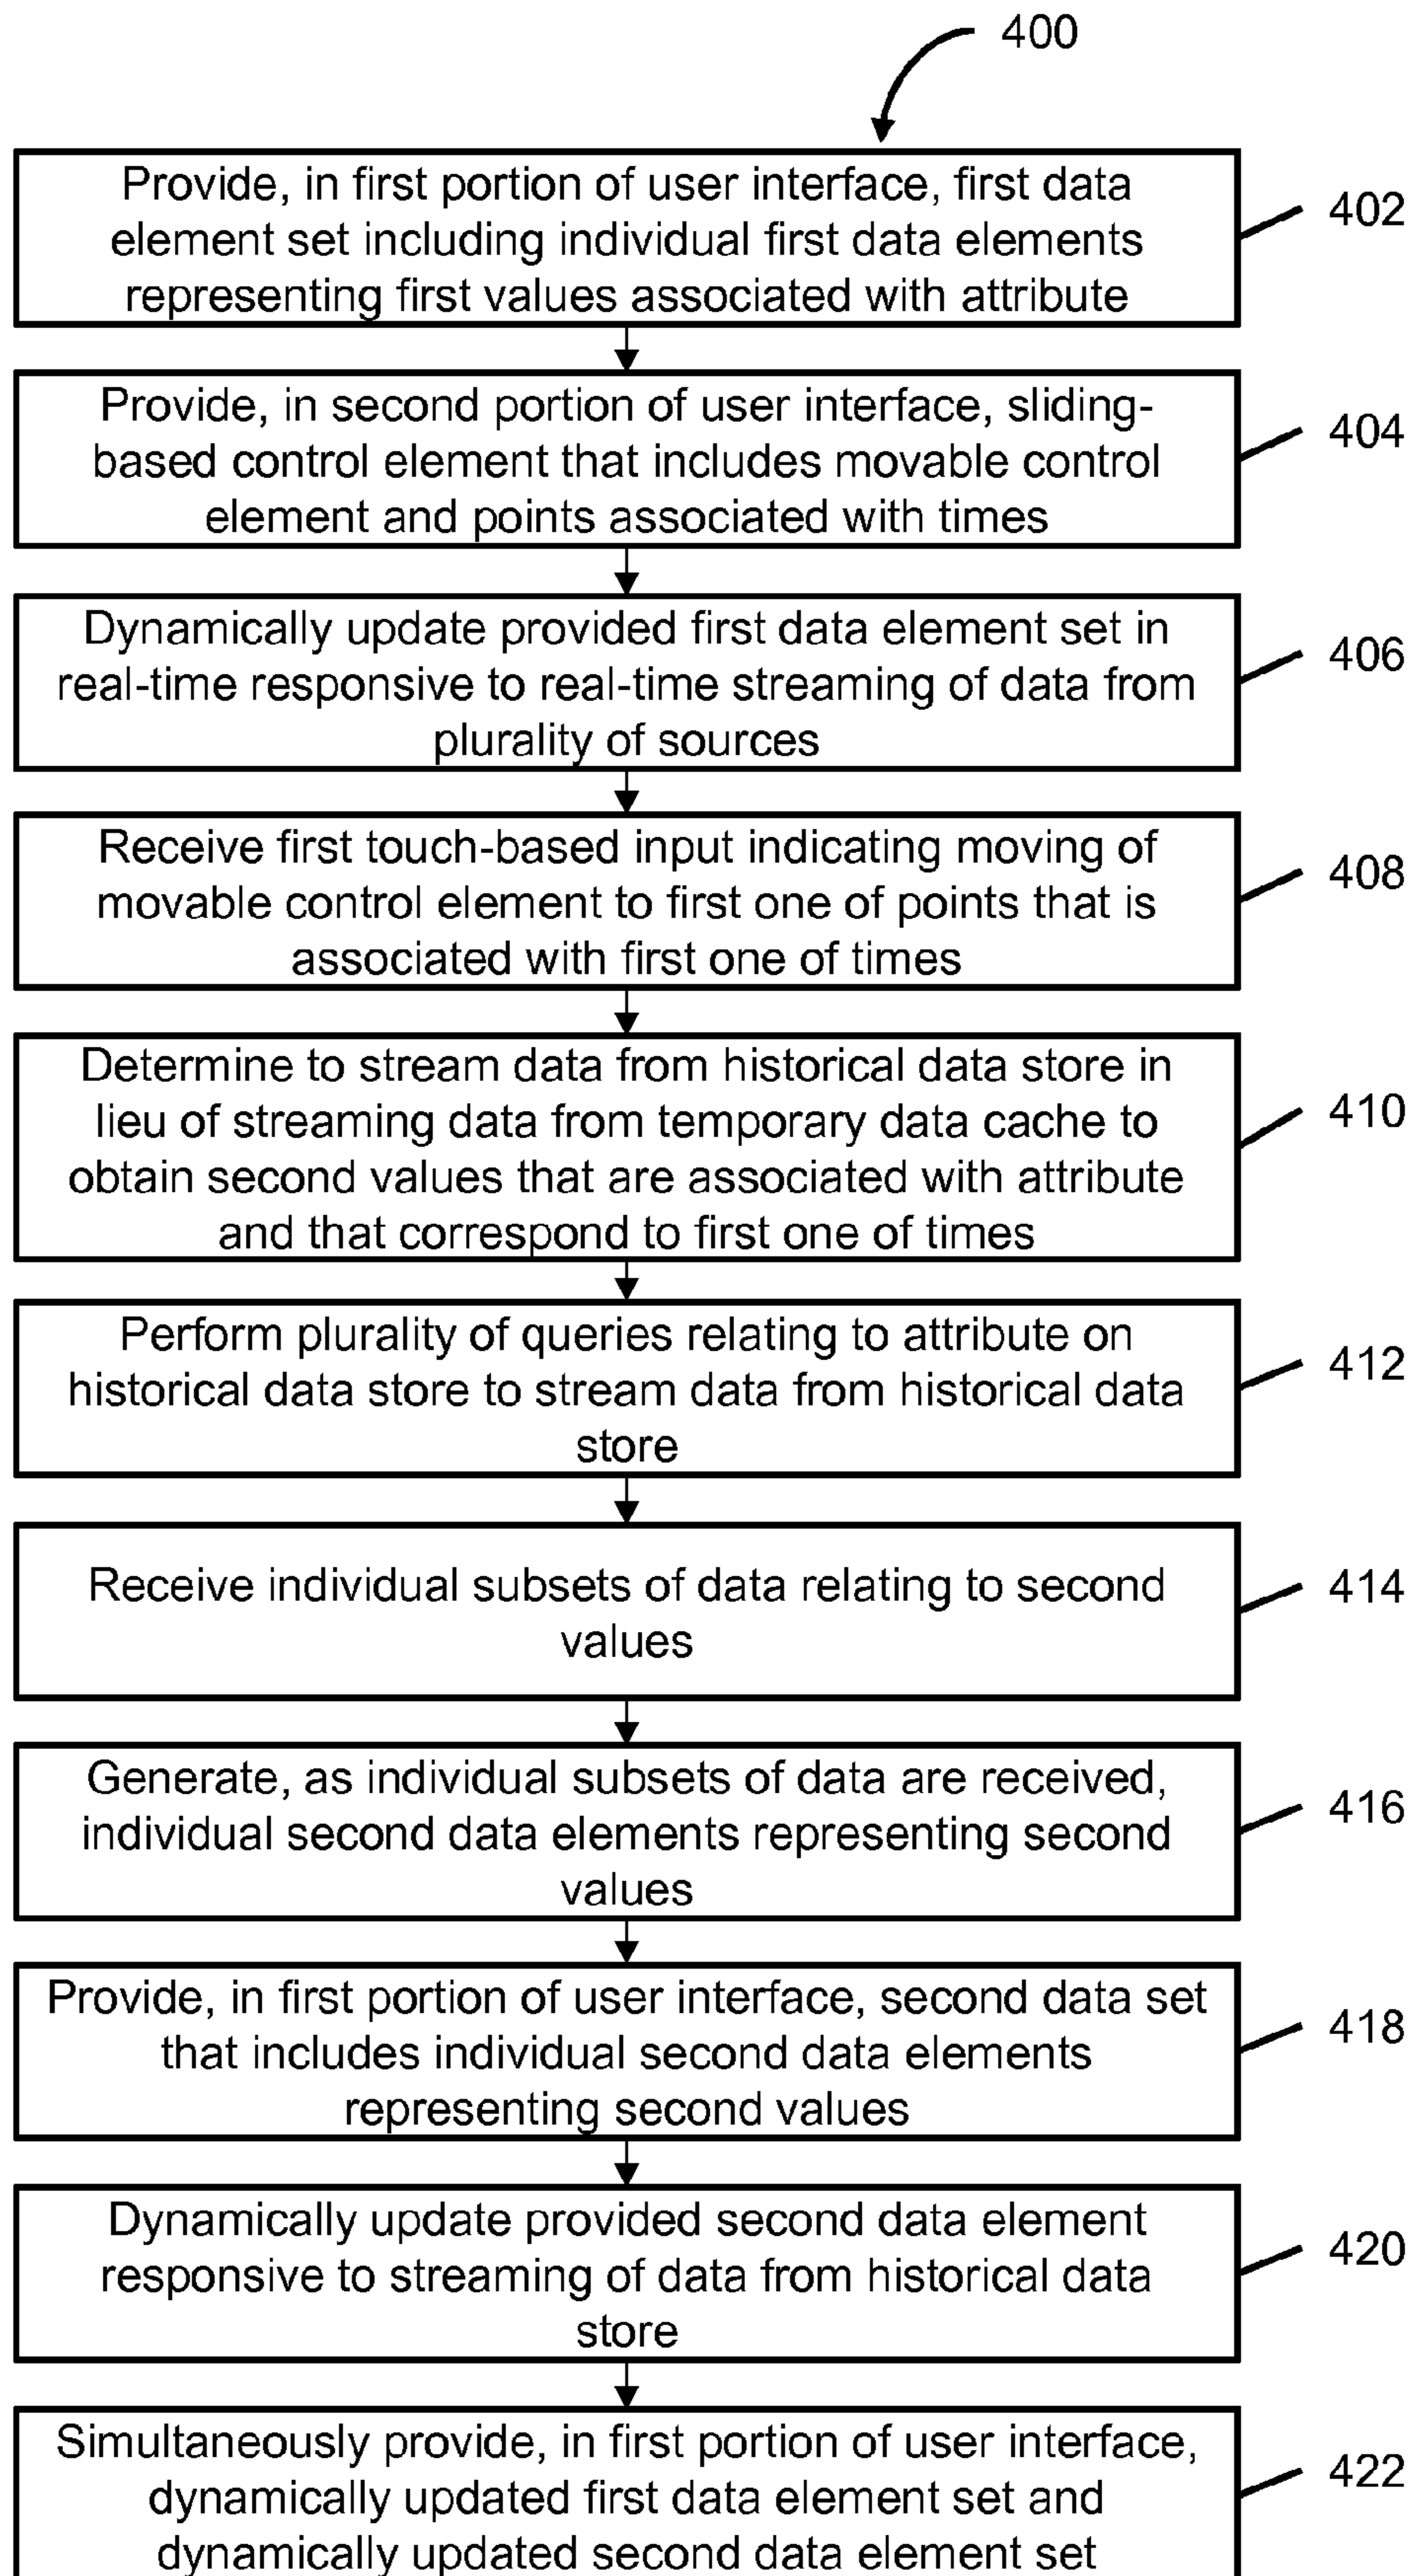 400
Provide, in first portion of user interface, first data
element set including individual first data elements
representing first values associated with attribute
402
Provide, in second portion of user interface, sliding-
based control element that includes movable control
element and points associated with times
404
Dynamically update provided first data element set in
real-time responsive to real-time streaming of data from
plurality of sources
406
Receive first touch-based input indicating moving of
movable control element to first one of points that is
associated with first one of times
408
Determine to stream data from historical data store in
lieu of streaming data from temporary data cache to
obtain second values that are associated with attribute
and that correspond to first one of times
410
Perform plurality of queries relating to attribute on
historical data store to stream data from historical data
store
412
Receive individual subsets of data relating to second
values
414
Generate, as individual subsets of data are received,
individual second data elements representing second
values
416
Provide, in first portion of user interface, second data set
that includes individual second data elements
representing second values
418
Dynamically update provided second data element
responsive to streaming of data from historical data
store
420
Simultaneously provide, in first portion of user interface,
dynamically updated first data element set and
dynamically updated second data element set
422